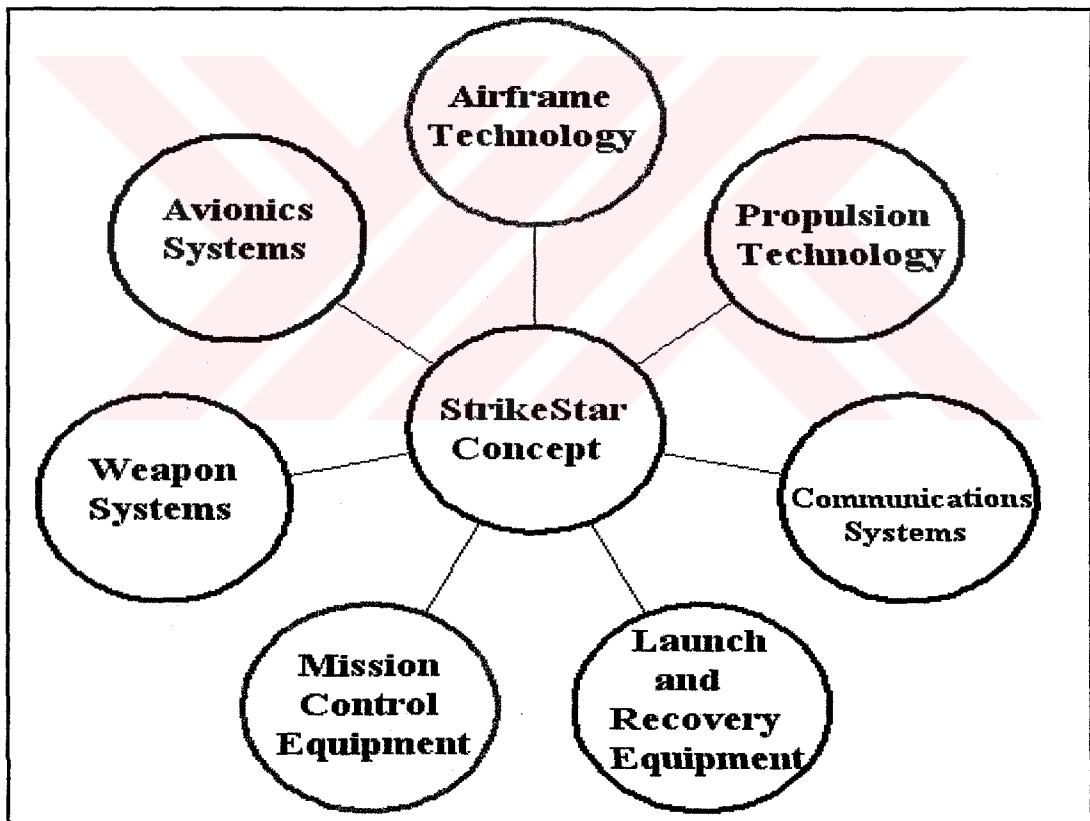 Airframe
Technology
Avionics
Systems
Propulsion
Technology
StrikeStar
Concept
Weapon
Systems
Communications
Systems
Mission
Control
Equipment
Launch
and
Recovery
Equipment